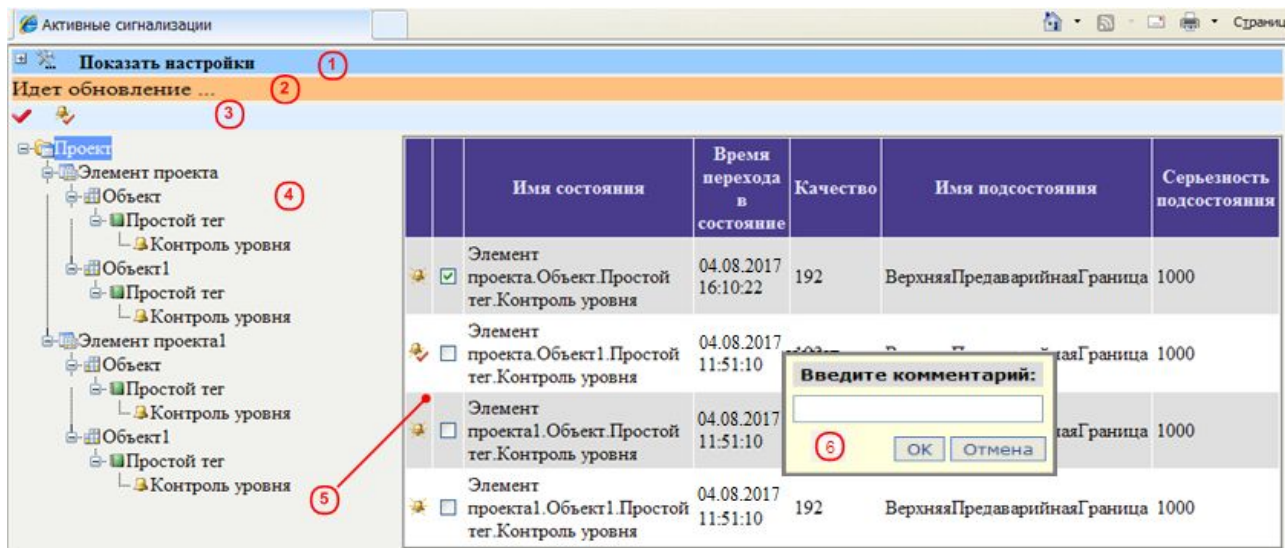 Активные сигнализации
Страниц
Показать настройки
1
Идет обновление ...
2
3
Проект
Элемент проекта
Объект
4
Простой тег
Контроль уровня
Объект1
Простой тег
Контроль уровня
Элемент проекта1
Объект
Простой тег
Контроль уровня
Объект1
Простой тег
Контроль уровня
5
Имя состояния
Время
перехода
в
состояние
Качество
Имя подсостояния
Серьезность
подсостояния
Элемент
проекта.Объект.Простой
тег.Контроль уровня
04.08.2017
16:10:22
192
ВерхняяПредаварийнаяГраница
1000
Элемент
проекта.Объект1.Простой
тег.Контроль уровня
04.08.2017
11:51:10
1000
Элемент
проекта1.Объект.Простой
тег.Контроль уровня
04.08.2017
11:51:10
аяГраница
1000
Элемент
проекта1.Объект1.Простой
тег.Контроль уровня
04.08.2017
11:51:10
192
ВерхняяПредаварийнаяГраница
1000
Введите комментарий:
6
ОК
Отмена